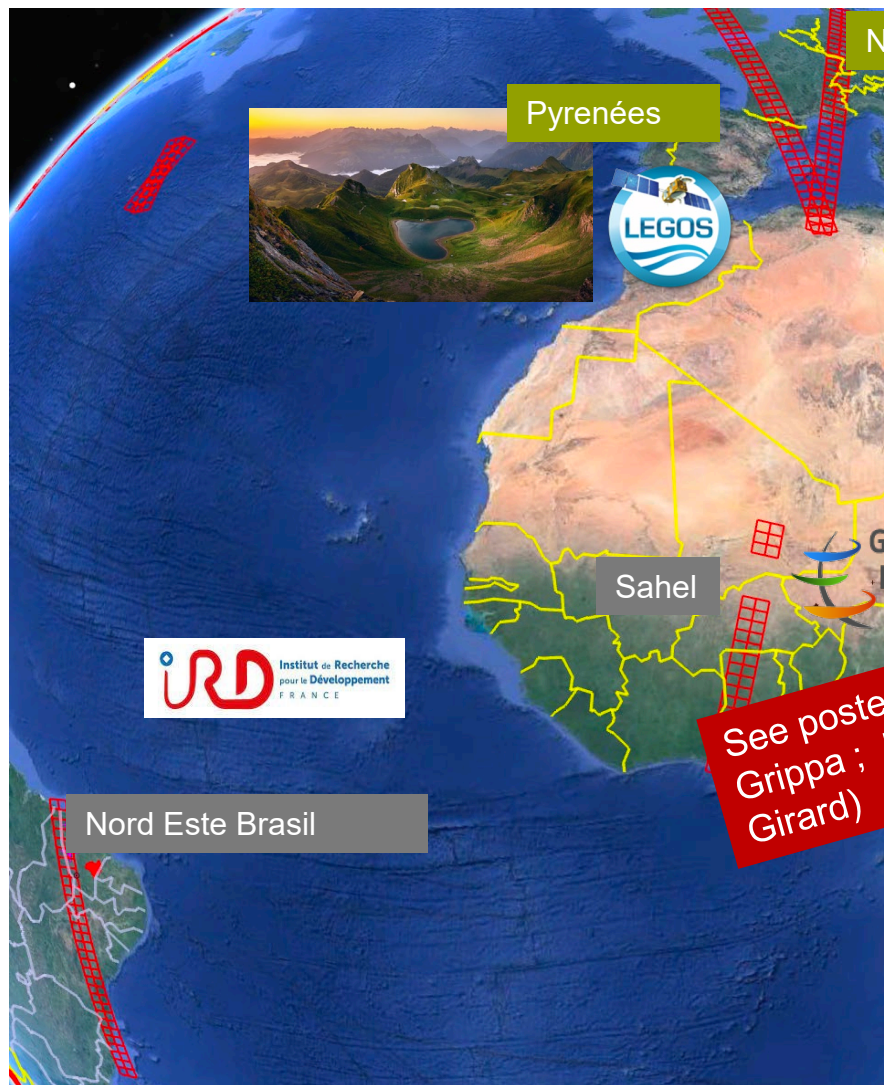 Pyrenées
LEGOS
Sahel
Institut de Recherche
pour le Développement
FRANCE
See poste
Grippa ;
Girard)
Nord Este Brasil